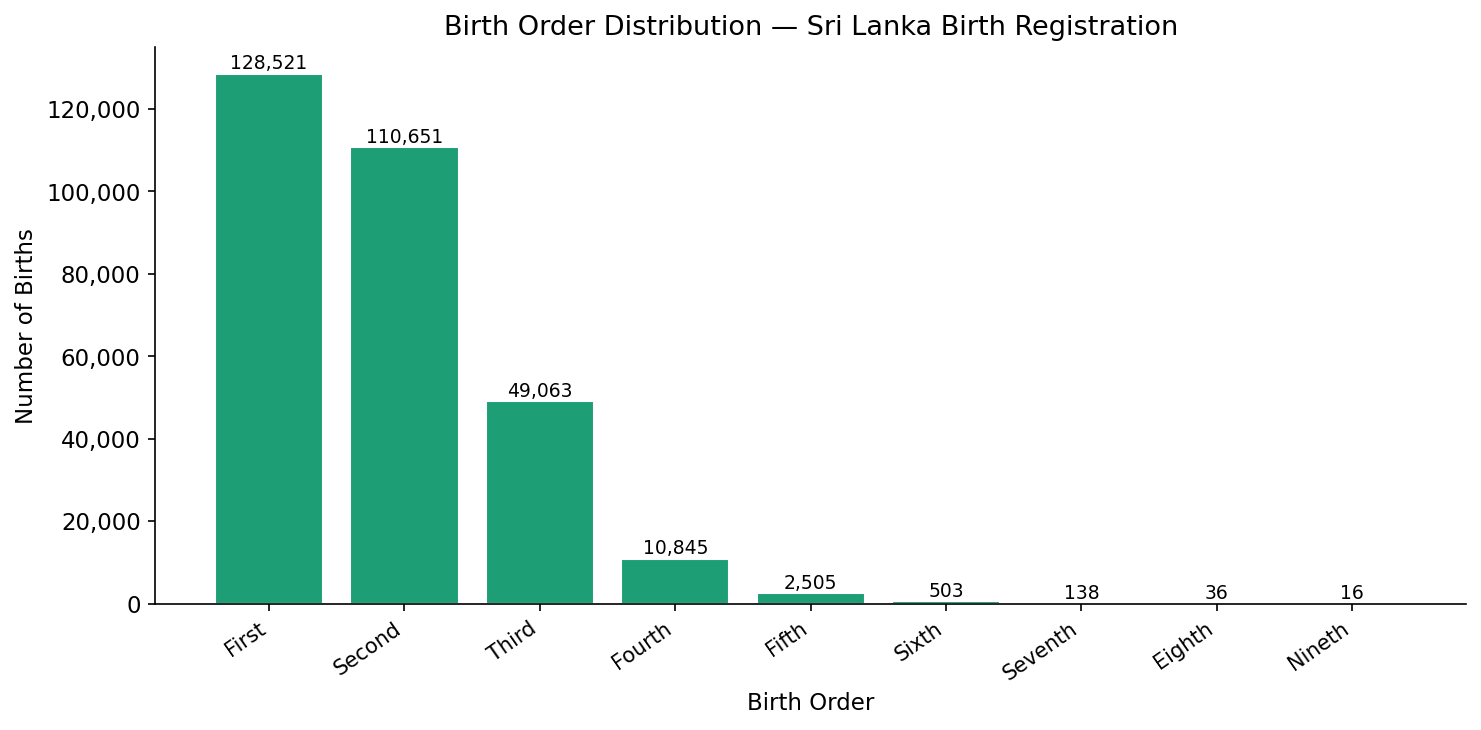 Birth Order Distribution — Sri Lanka Birth Registration
Number of Births
120,000
100,000
80,000
60,000
40,000
20,000
0
128,521
110,651
49,063
10,845
2,505
503
138
36
16
First
Second
Third
Fourth
Fifth
Sixth
Seventh
Eighth
Nineth
Birth Order